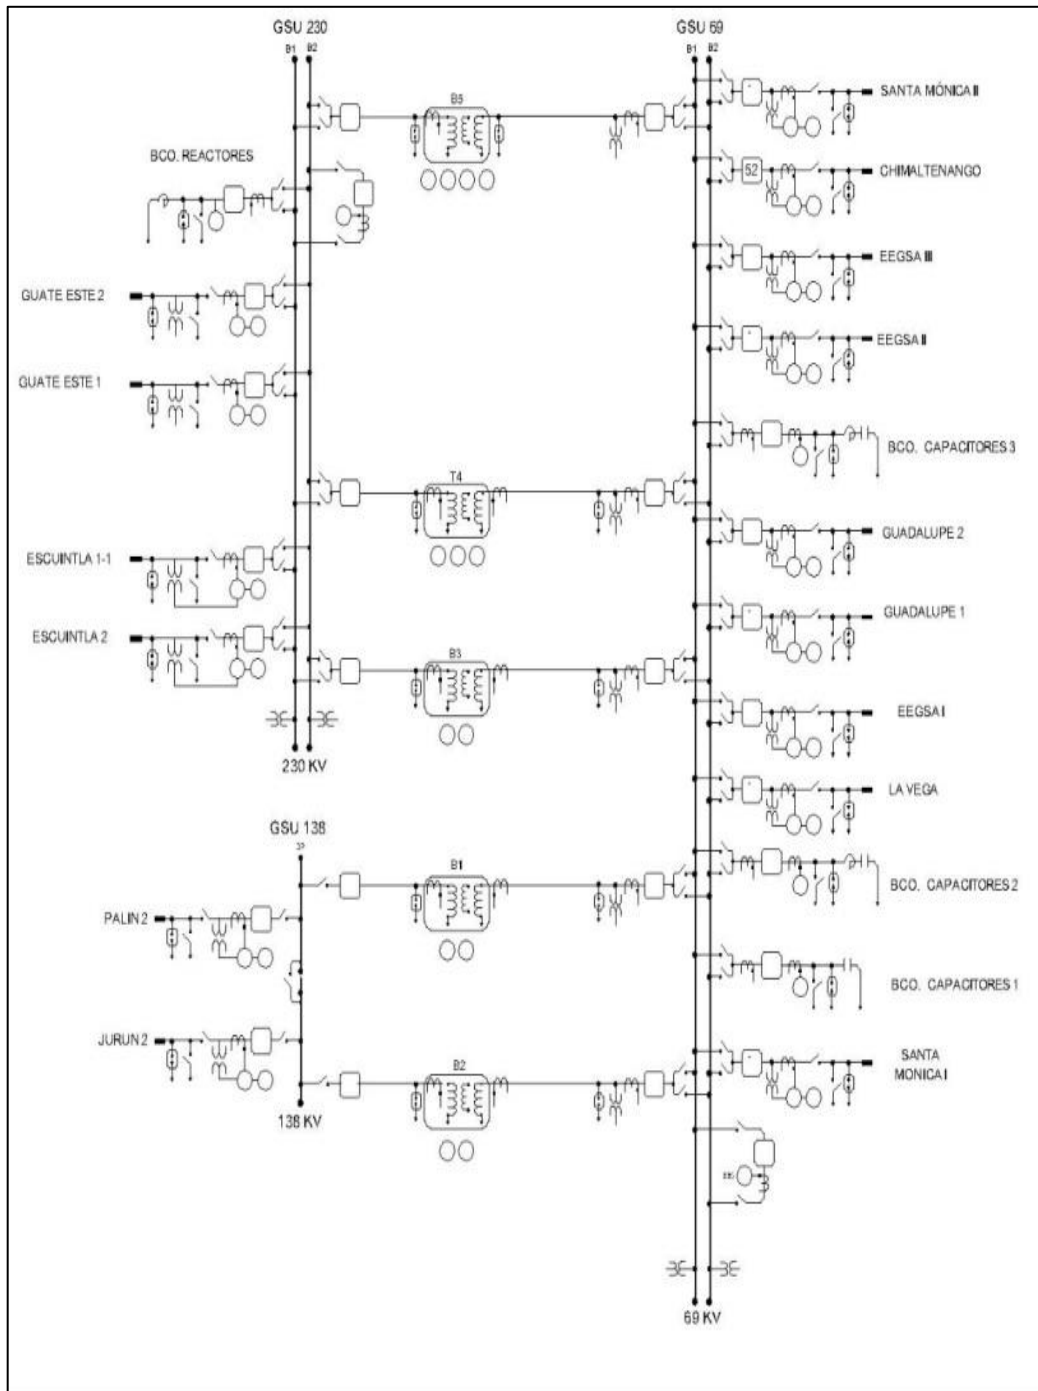 GSU 230
B1 B2
GSU 69
B1 B2
B5
SANTA MÓNICA II
BCO. REACTORES
52
CHIMALTENANGO
EEGSA III
GUATE ESTE 2
EEGSA II
GUATE ESTE 1
BCO. CAPACITORES 3
T4
GUADALUPE 2
ESCUINTLA 1-1
GUADALUPE 1
ESCUINTLA 2
B3
EEGSA I
230 KV
LA VEGA
GSU 138
B1
BCO. CAPACITORES 2
PALIN 2
BCO. CAPACITORES 1
JURUN 2
SANTA
MONICA I
B2
138 KV
69 KV